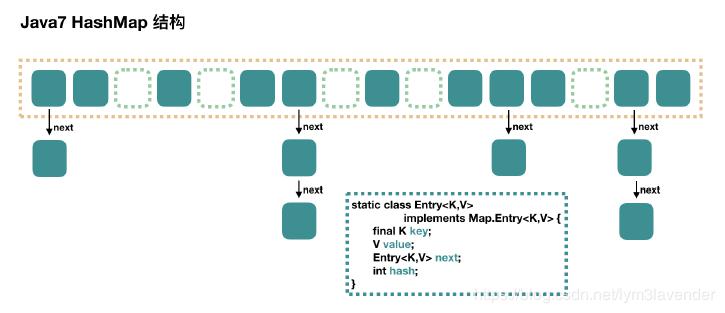 Java7 HashMap 结构
next
next
next
next
next
next
static class Entry<K,V>
implements Map.Entry<K,V> {
final K key;
V value;
Entry<K,V> next;
int hash;
}
https://blog.csdn.net/lym3lavender